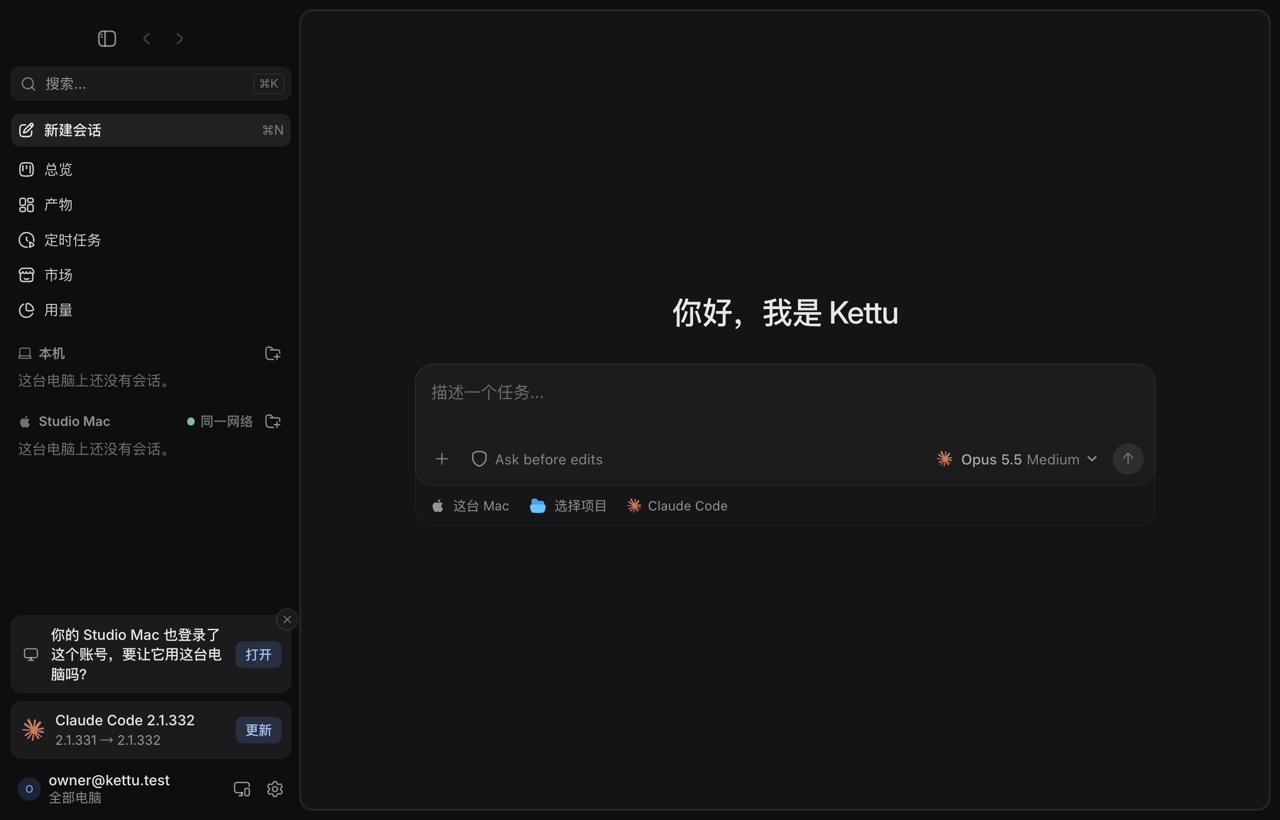 搜索...
⌘K
新建会话
⌘N
总览
产物
定时任务
市场
用量
本机
这台电脑上还没有会话。
Studio Mac
同一网络
这台电脑上还没有会话。
你的 Studio Mac 也登录了
这个账号，要让它用这台电
脑吗?
打开
Claude Code 2.1.332
2.1.331 → 2.1.332
更新
O
owner@kettu.test
全部电脑
你好，我是 Kettu
描述一个任务...
Ask before edits
Opus 5.5 Medium
这台 Mac
选择项目
Claude Code